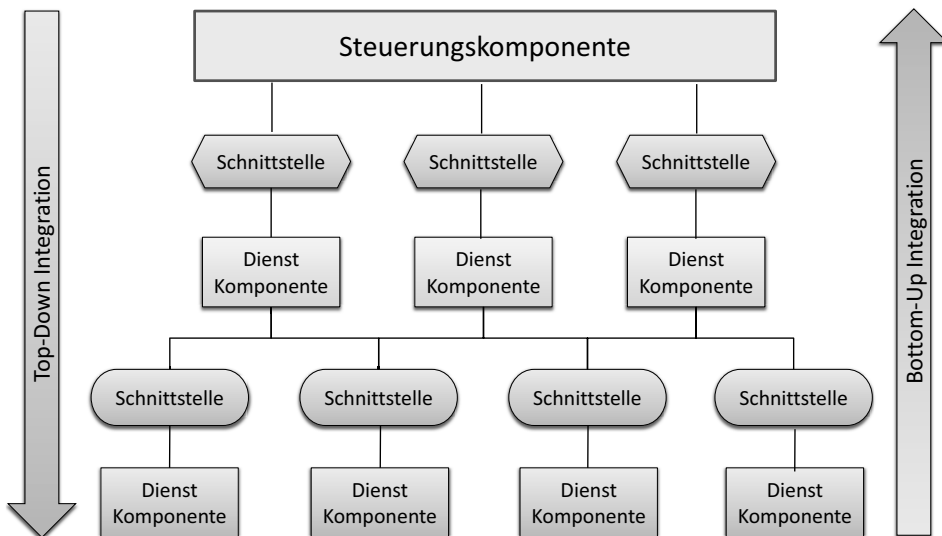 Steuerungskomponente
Top-Down Integration
Bottom-Up Integration
Schnittstelle
Schnittstelle
Schnittstelle
Dienst
Komponente
Dienst
Komponente
Dienst
Komponente
Schnittstelle
Schnittstelle
Schnittstelle
Schnittstelle
Dienst
Komponente
Dienst
Komponente
Dienst
Komponente
Dienst
Komponente